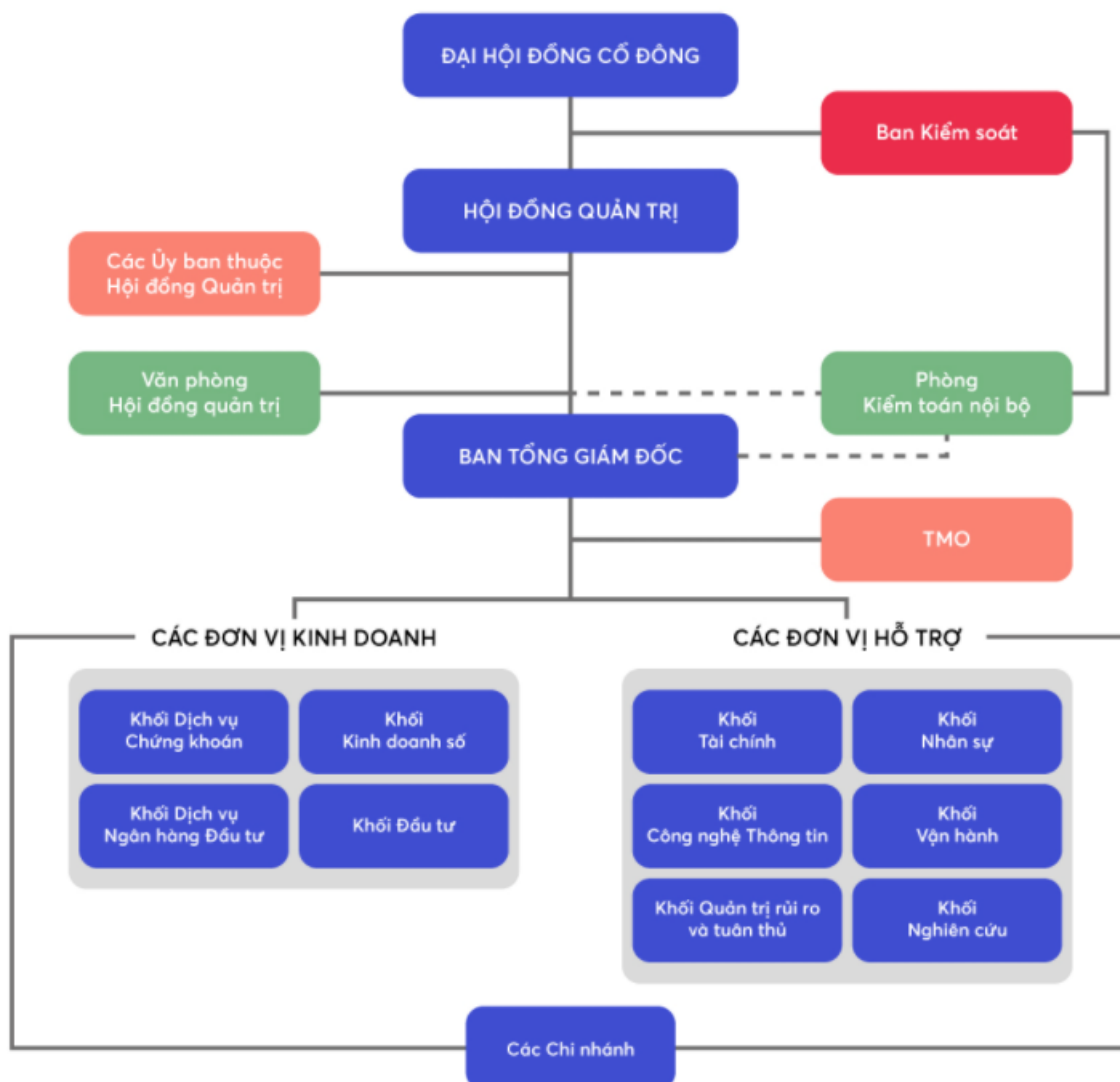 ĐẠI HỘI ĐỒNG CỔ ĐÔNG
Ban Kiểm soát
HỘI ĐỒNG QUẢN TRỊ
Các Ủy ban thuộc
Hội đồng Quản trị
Văn phòng
Hội đồng quản trị
Phòng
Kiểm toán nội bộ
BAN TỔNG GIÁM ĐỐC
TMO
CÁC ĐƠN VỊ KINH DOANH
Khối Dịch vụ
Chứng khoán
Khối
Kinh doanh số
Khối Dịch vụ
Ngân hàng Đầu tư
Khối Đầu tư
CÁC ĐƠN VỊ HỖ TRỢ
Khối
Tài chính
Khối
Nhân sự
Khối
Công nghệ Thông tin
Khối
Vận hành
Khối Quản trị rủi ro
và tuân thủ
Khối
Nghiên cứu
Các Chi nhánh